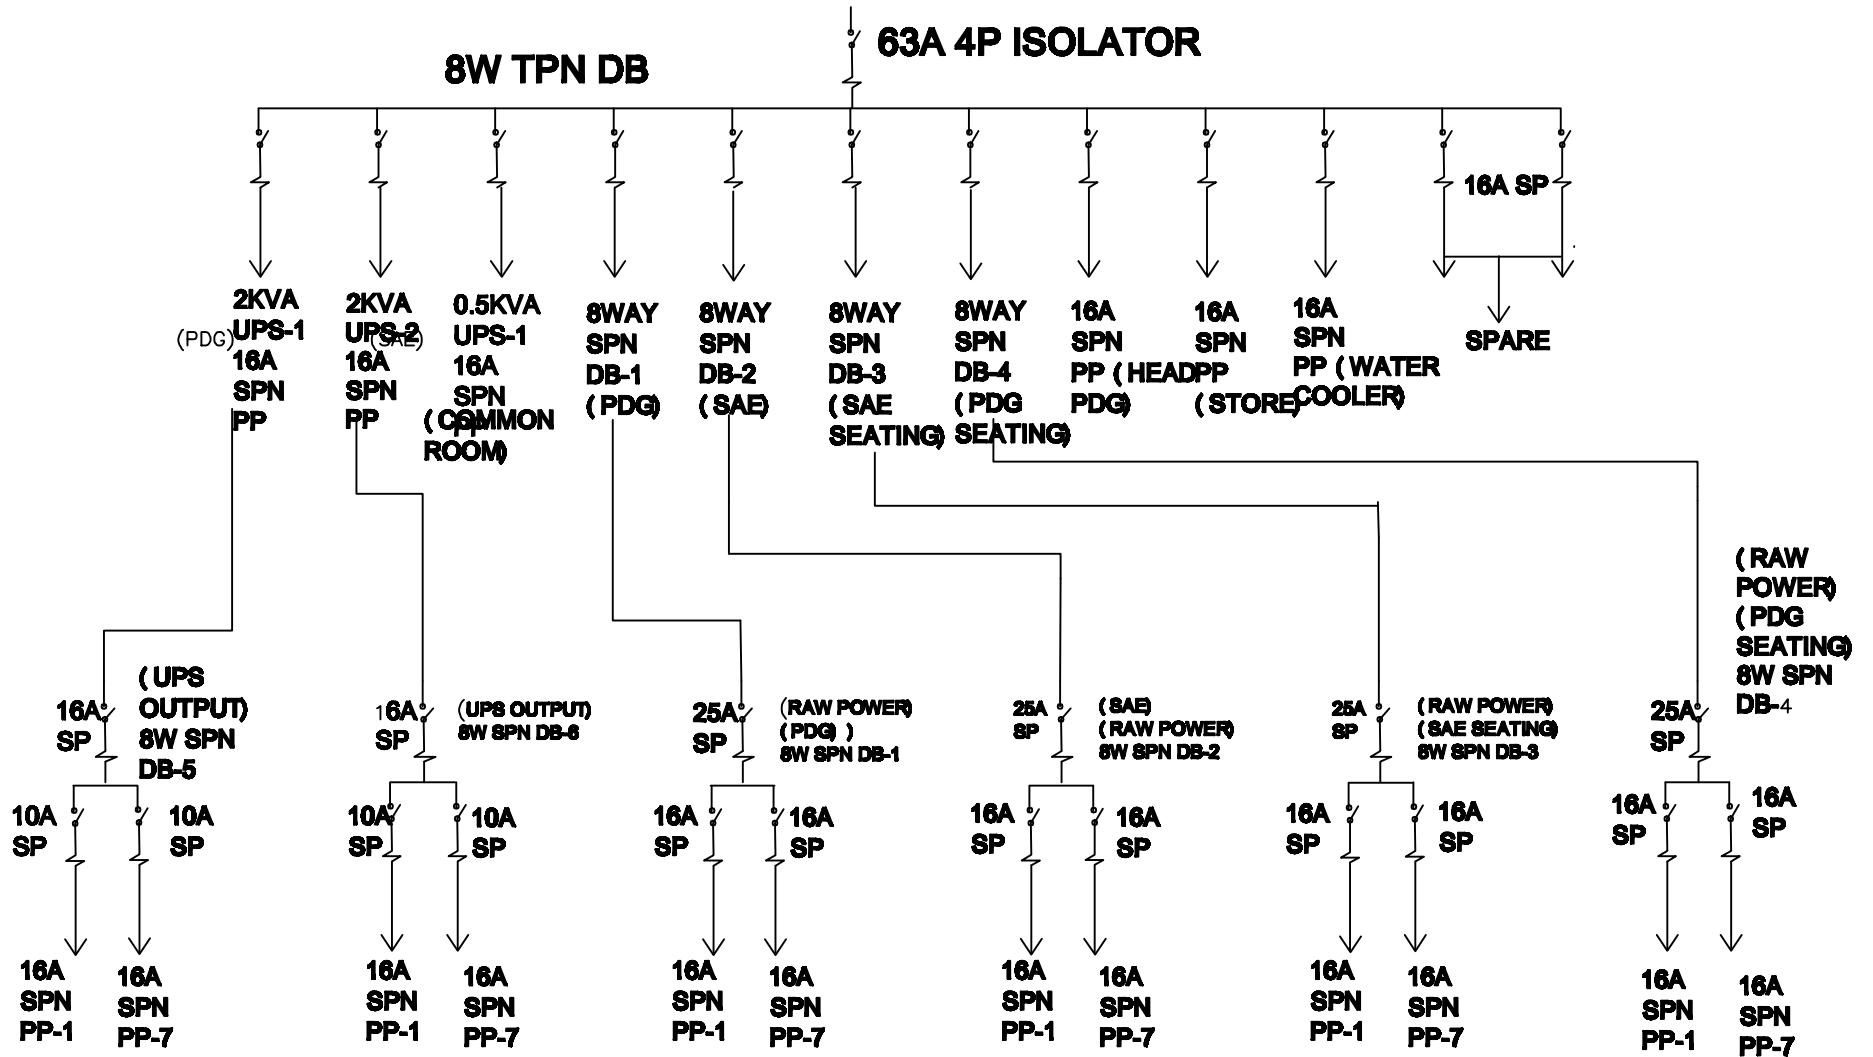 63A 4P ISOLATOR
8W TPN DB
16A SP
2KVA
UPS-1
16A
SPN
PP
(PDG)
2KVA
UPS-2
16A
SPN
PP
(SAE)
0.5KVA
UPS-1
16A
SPN
PP
( COMMON
ROOM)
8WAY
SPN
DB-1
( PDG)
8WAY
SPN
DB-2
( SAE)
8WAY
SPN
DB-3
( SAE
SEATING)
8WAY
SPN
DB-4
( PDG
SEATING)
16A
SPN
PP ( HEAD
PDG)
16A
SPN
PP
( STORE)
16A
SPN
PP ( WATER
COOLER)
SPARE
16A
SP
( UPS
OUTPUT)
8W SPN
DB-5
16A
SP
(UPS OUTPUT)
8W SPN DB-6
25A
SP
(RAW POWER)
( PDG) )
8W SPN DB-1
25A
SP
( SAE)
( RAW POWER)
8W SPN DB-2
25A
SP
( RAW POWER)
( SAE SEATING)
8W SPN DB-3
25A
SP
( RAW
POWER)
( PDG
SEATING)
8W SPN
DB-4
10A
SP
10A
SP
10A
SP
10A
SP
16A
SP
16A
SP
16A
SP
16A
SP
16A
SP
16A
SP
16A
SP
16A
SP
16A
SPN
PP-1
16A
SPN
PP-7
16A
SPN
PP-1
16A
SPN
PP-7
16A
SPN
PP-1
16A
SPN
PP-7
16A
SPN
PP-1
16A
SPN
PP-7
16A
SPN
PP-1
16A
SPN
PP-7
16A
SPN
PP-1
16A
SPN
PP-7